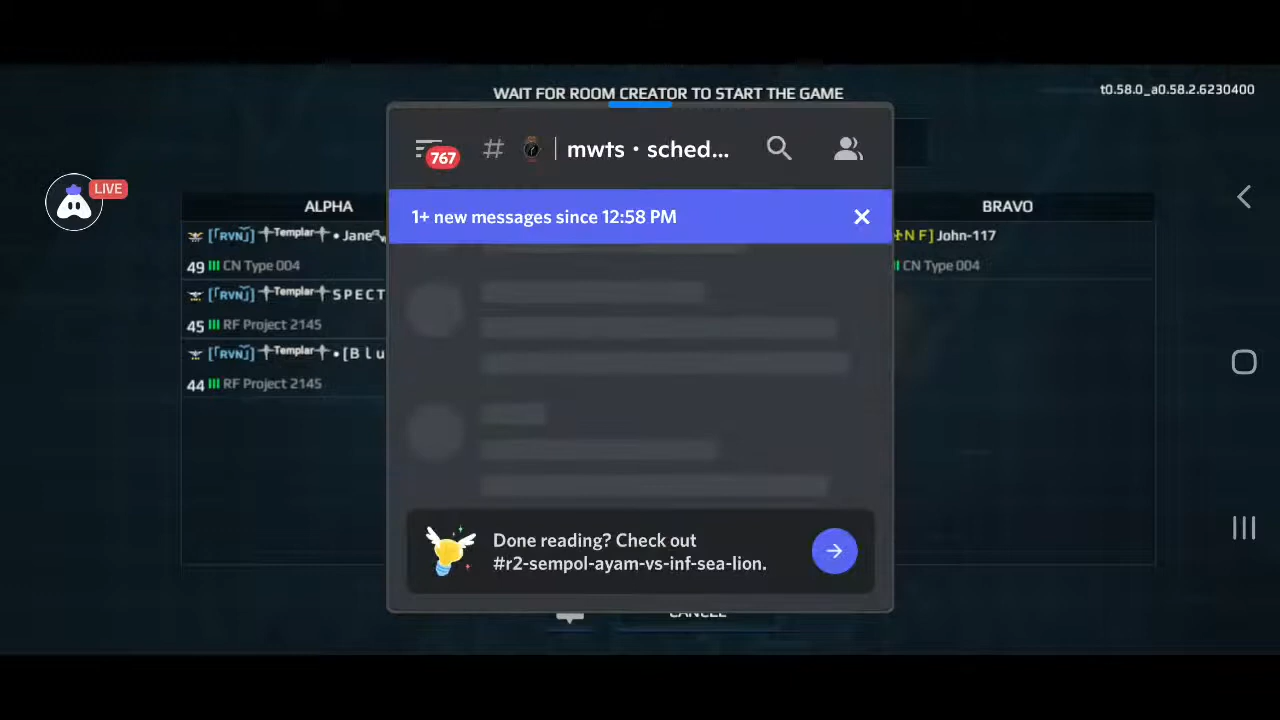 WAIT FOR ROOM CREATOR TO START THE GAME
t0.58.0_a0.58.2.6230400
767
# | mwts • sched...
LIVE
1+ new messages since 12:58 PM
ALPHA
BRAVO
[RVN] Templar • Jane
49 III CN Type 004
N F] John-117
CN Type 004
[RVN] Templar S P E C T
45 III RF Project 2145
[RVN] Templar • [B l u
44 III RF Project 2145
Done reading? Check out
#r2-sempol-ayam-vs-inf-sea-lion.
CANCEL